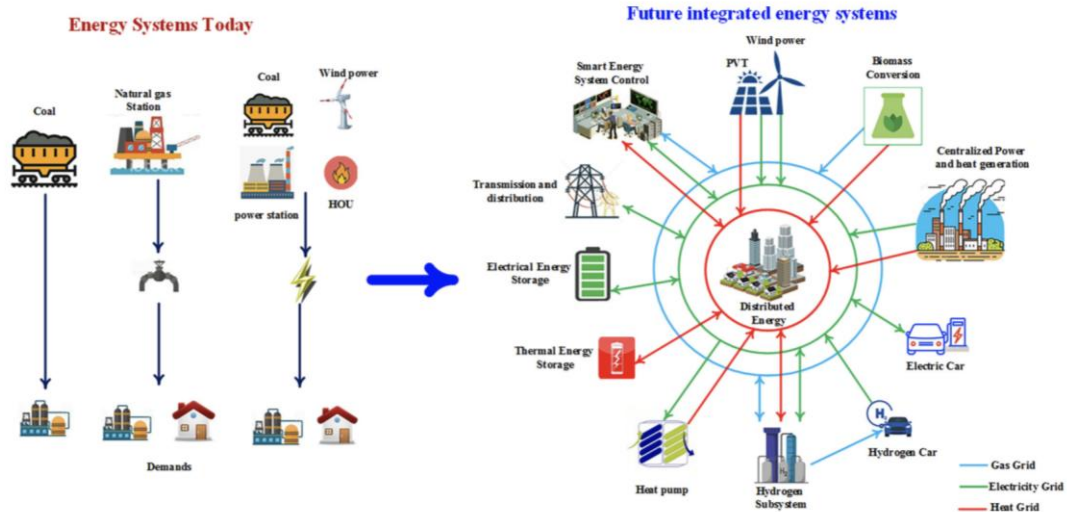 Energy Systems Today
Coal
Natural gas
Station
Coal
Wind power
power station
HOU
Demands
Future integrated energy systems
Smart Energy
System Control
PVT
Wind power
Biomass
Conversion
Centralized Power
and heat generation
Transmission and
distribution
Electrical Energy
Storage
Distributed
Energy
Thermal Energy
Storage
Electric Car
Heat pump
H₂
Hydrogen
Subsystem
H₂
Hydrogen Car
Gas Grid
Electricity Grid
Heat Grid